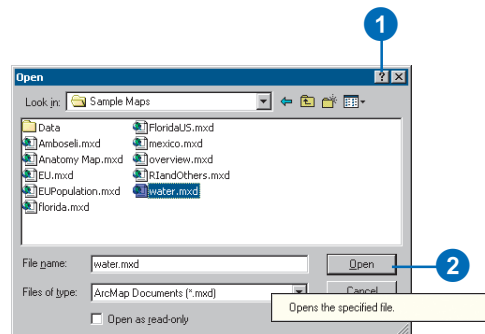 1
Open
Look in: Sample Maps
Data
Amboseli.mxd
Anatomy Map.mxd
EU.mxd
EUPopulation.mxd
florida.mxd
FloridaUS.mxd
mexico.mxd
overview.mxd
RIandOthers.mxd
water.mxd
File name: water.mxd Open
2
Files of type: ArcMap Documents (*.mxd) Cancel
Opens the specified file.
Open as read-only